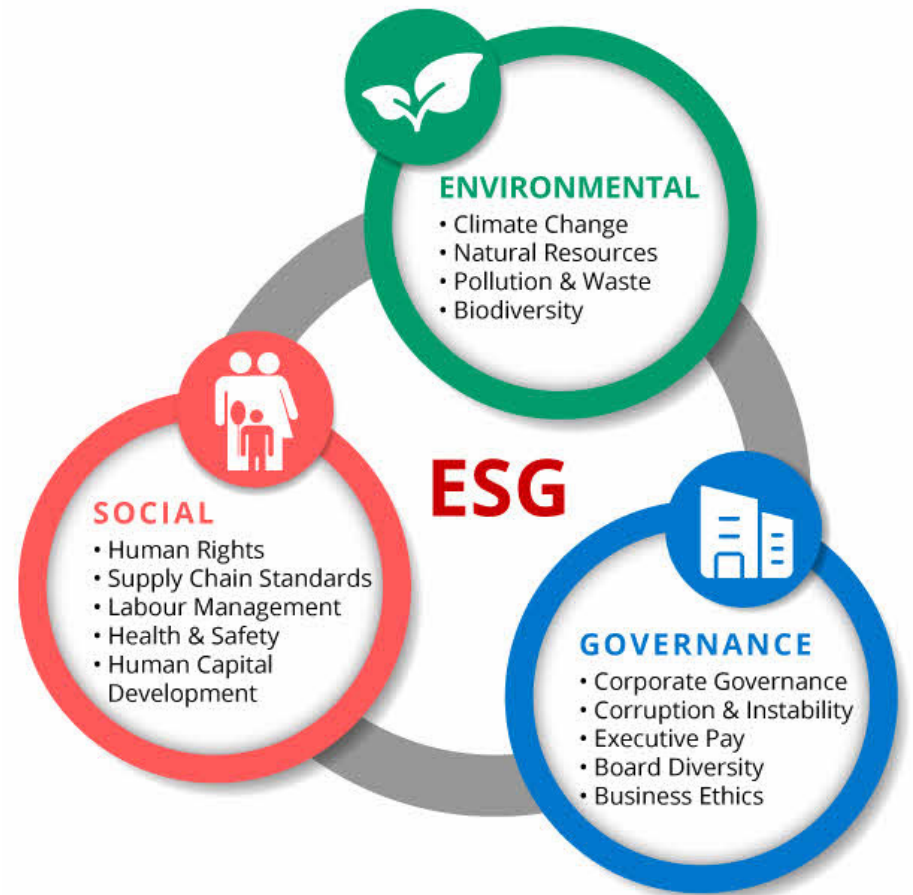 ENVIRONMENTAL
• Climate Change
• Natural Resources
• Pollution & Waste
• Biodiversity
ESG
SOCIAL
• Human Rights
• Supply Chain Standards
• Labour Management
• Health & Safety
• Human Capital
Development
GOVERNANCE
• Corporate Governance
• Corruption & Instability
• Executive Pay
• Board Diversity
• Business Ethics